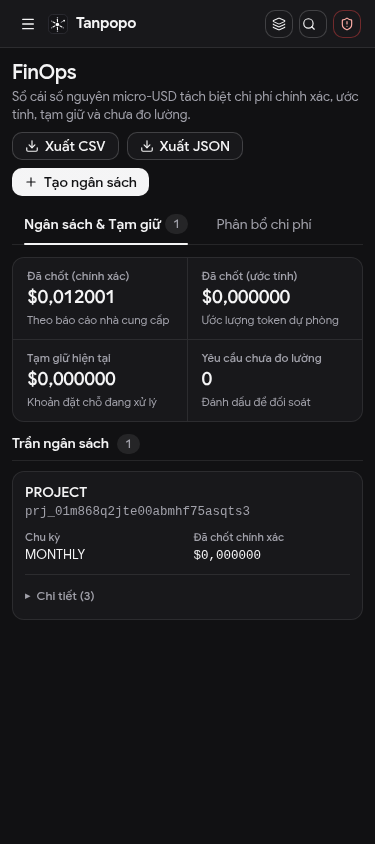 Tanpopo
FinOps
Sổ cái số nguyên micro-USD tách biệt chi phí chính xác, ước
tính, tạm giữ và chưa đo lường.
Xuất CSV
Xuất JSON
Tạo ngân sách
Ngân sách & Tạm giữ 1
Phân bổ chi phí
Đã chốt (chính xác)
$0,012001
Theo báo cáo nhà cung cấp
Đã chốt (ước tính)
$0,000000
Ước lượng token dự phòng
Tạm giữ hiện tại
$0,000000
Khoản đặt chỗ đang xử lý
Yêu cầu chưa đo lường
0
Đánh dấu để đối soát
Trần ngân sách 1
PROJECT
prj_01m868q2jte00abmhf75asqts3
Chu kỳ
MONTHLY
Đã chốt chính xác
$0,000000
Chi tiết (3)